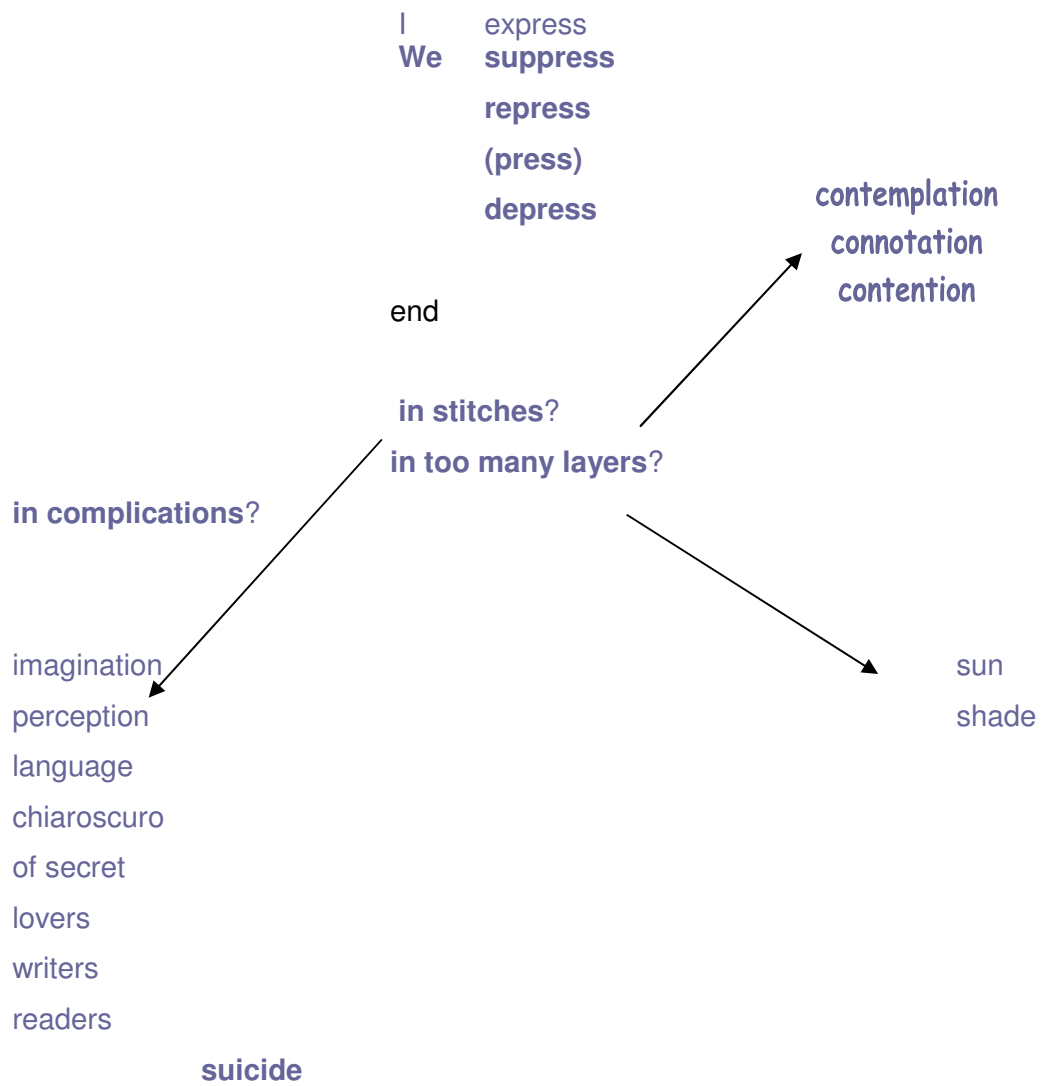 I express
We suppress
repress
(press)
depress
contemplation
connotation
contention
end
in stitches?
in too many layers?
in complications?
imagination
perception
language
chiaroscuro
of secret
lovers
writers
readers
suicide
sun
shade